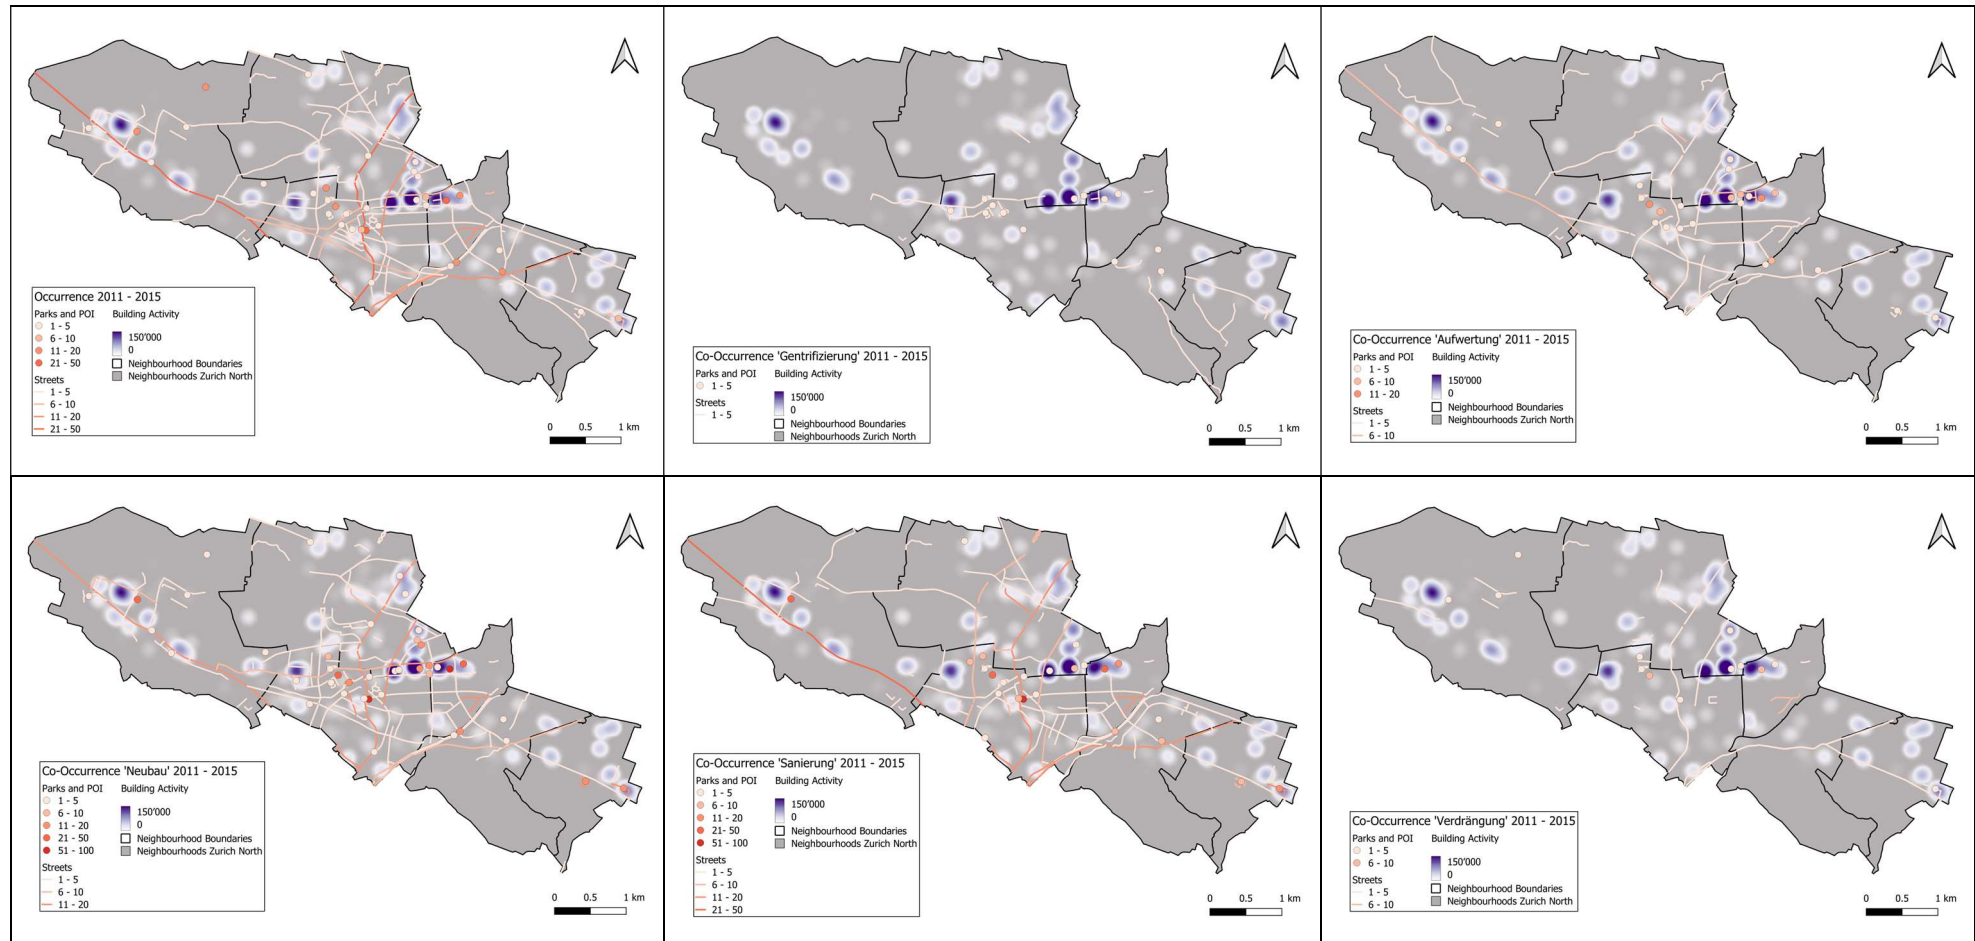 0 0.5 1 km
Occurrence 2011 - 2015
Parks and POI Building Activity
1 - 5
6 - 10 150'000
11 - 20 0
21 - 50 Neighbourhood Boundaries
Streets Neighbourhoods Zurich North
1 - 5
6 - 10
11 - 20
21 - 50
0 0.5 1 km
Co-Occurrence 'Gentrifizierung' 2011 - 2015
Parks and POI Building Activity
1 - 5
Streets 150'000
1 - 5 0
Neighbourhood Boundaries
Neighbourhoods Zurich North
0 0.5 1 km
Co-Occurrence 'Aufwertung' 2011 - 2015
Parks and POI Building Activity
1 - 5
6 - 10 150'000
11 - 20 0
Streets Neighbourhood Boundaries
1 - 5 Neighbourhoods Zurich North
6 - 10
0 0.5 1 km
Co-Occurrence 'Neubau' 2011 - 2015
Parks and POI Building Activity
1 - 5
6 - 10 150'000
11 - 20 0
21 - 50 Neighbourhood Boundaries
51 - 100 Neighbourhoods Zurich North
Streets
1 - 5
6 - 10
11 - 20
0 0.5 1 km
Co-Occurrence 'Sanierung' 2011 - 2015
Parks and POI Building Activity
1 - 5
6 - 10 150'000
11 - 20 0
21- 50 Neighbourhood Boundaries
51 - 100 Neighbourhoods Zurich North
Streets
1 - 5
6 - 10
11 - 20
21 - 50
0 0.5 1 km
Co-Occurrence 'Verdrängung' 2011 - 2015
Parks and POI Building Activity
1 - 5
6 - 10 150'000
Streets 0
1 - 5 Neighbourhood Boundaries
6 - 10 Neighbourhoods Zurich North